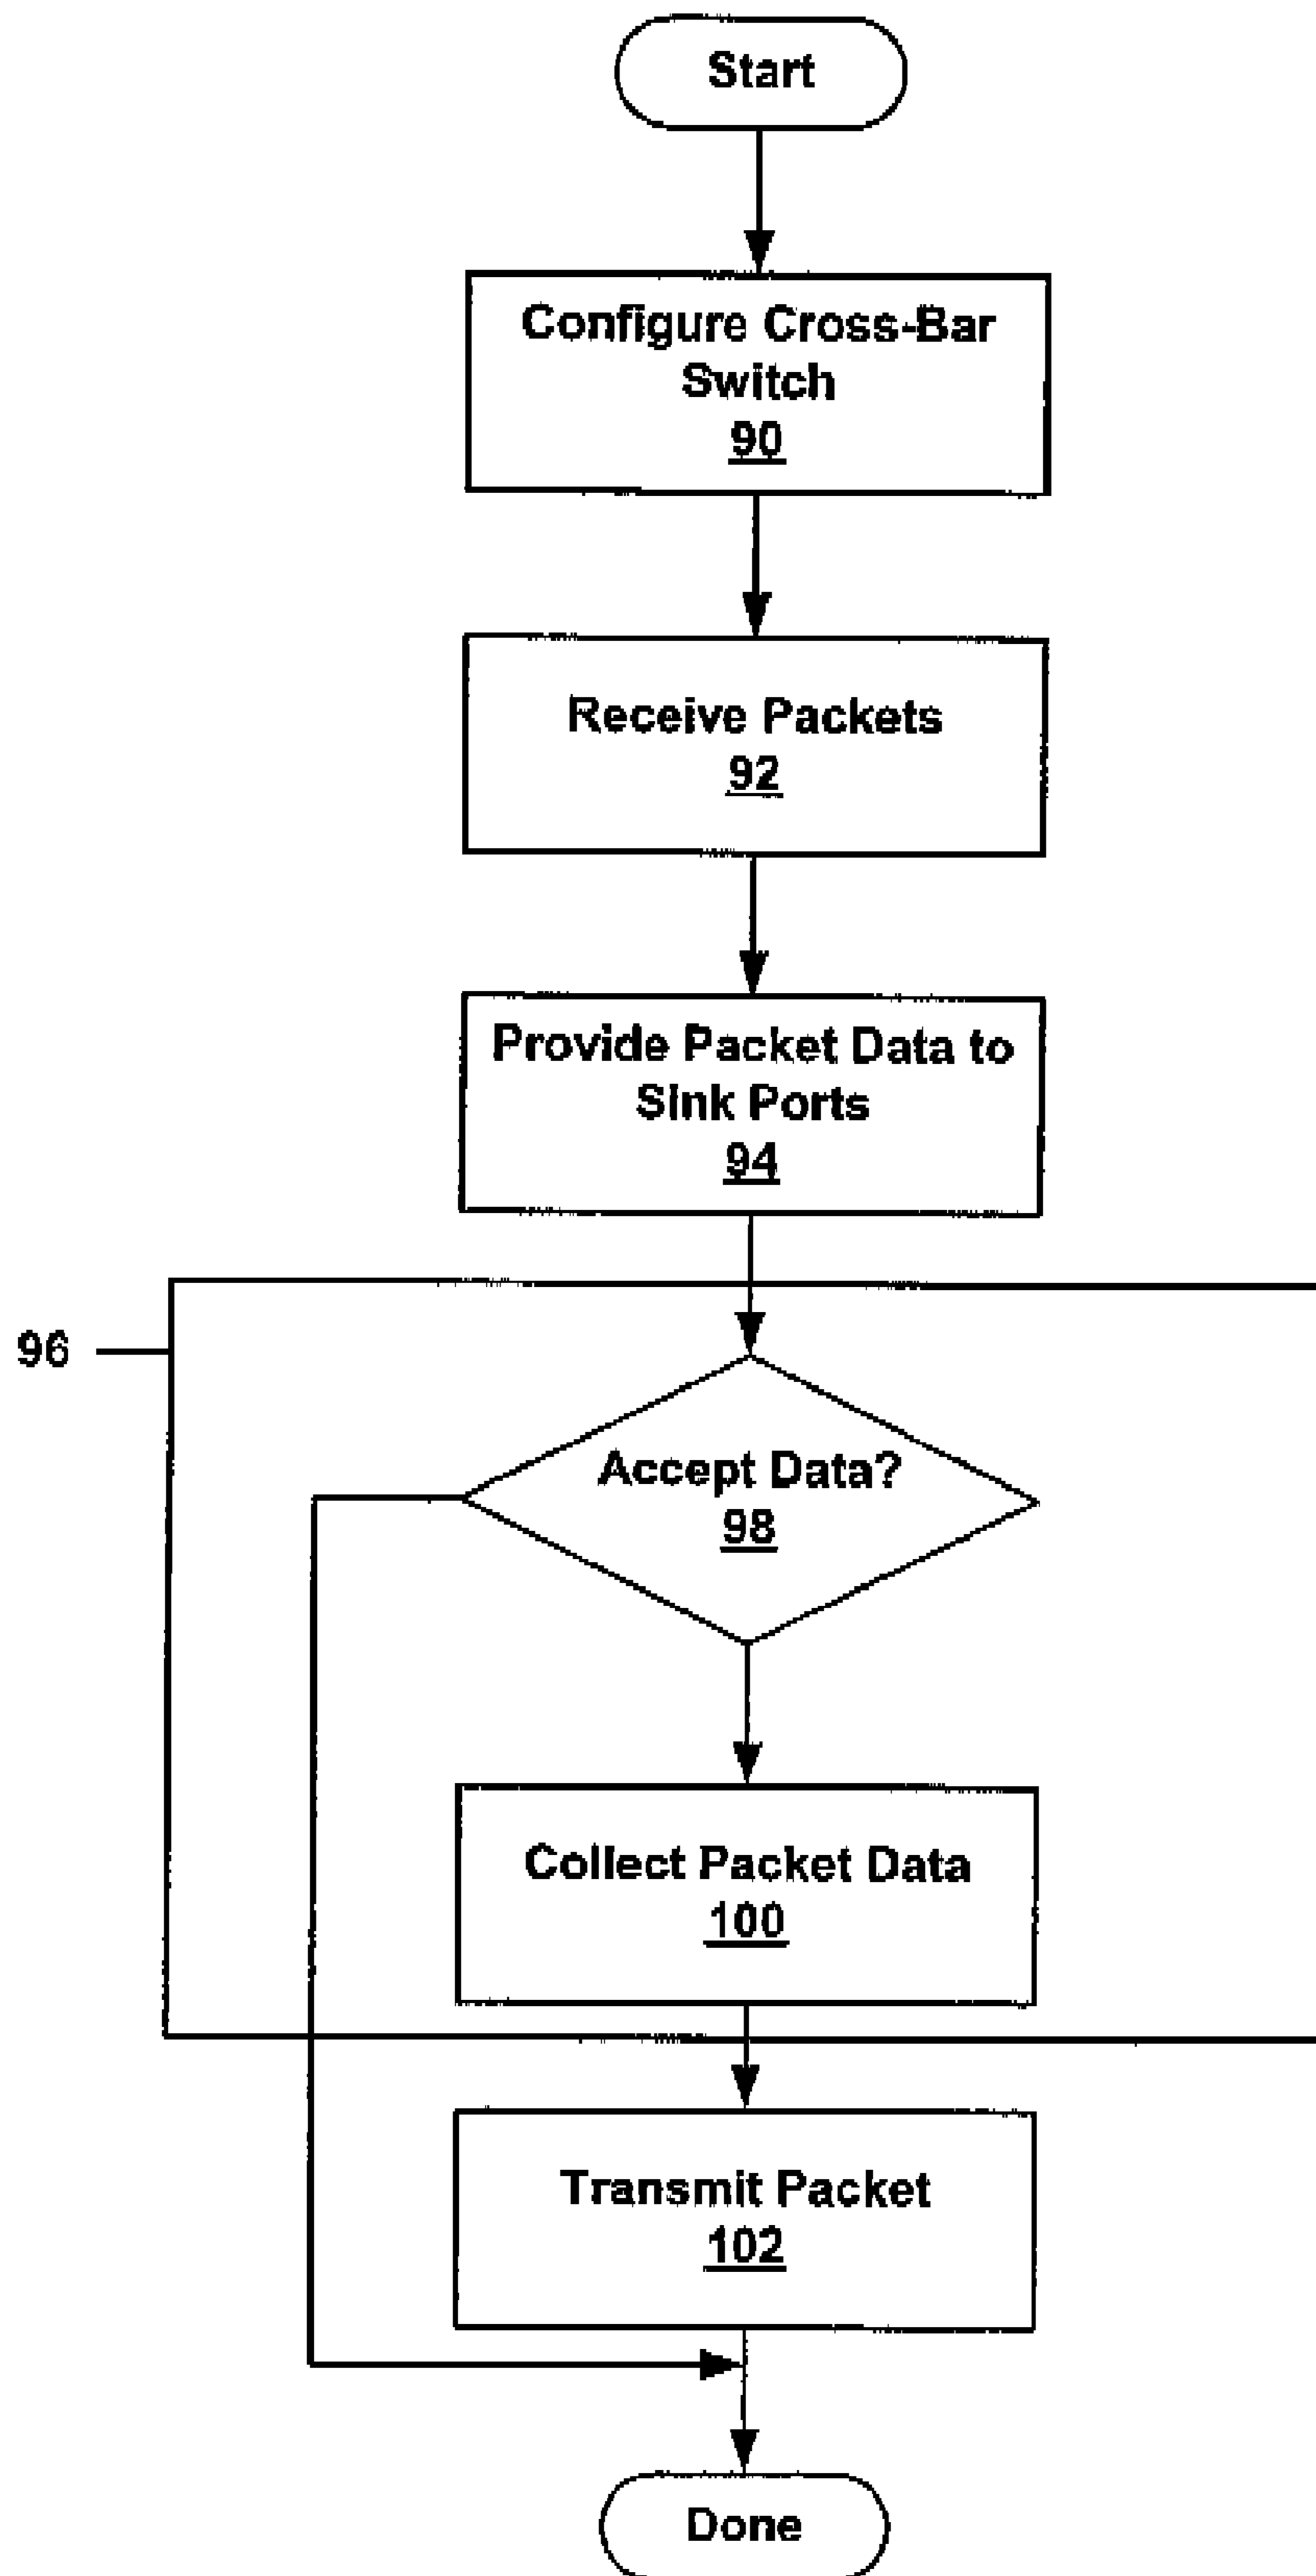 Start
Configure Cross-Bar
Switch
90
Receive Packets
92
Provide Packet Data to
Sink Ports
94
96
Accept Data?
98
Collect Packet Data
100
Transmit Packet
102
Done